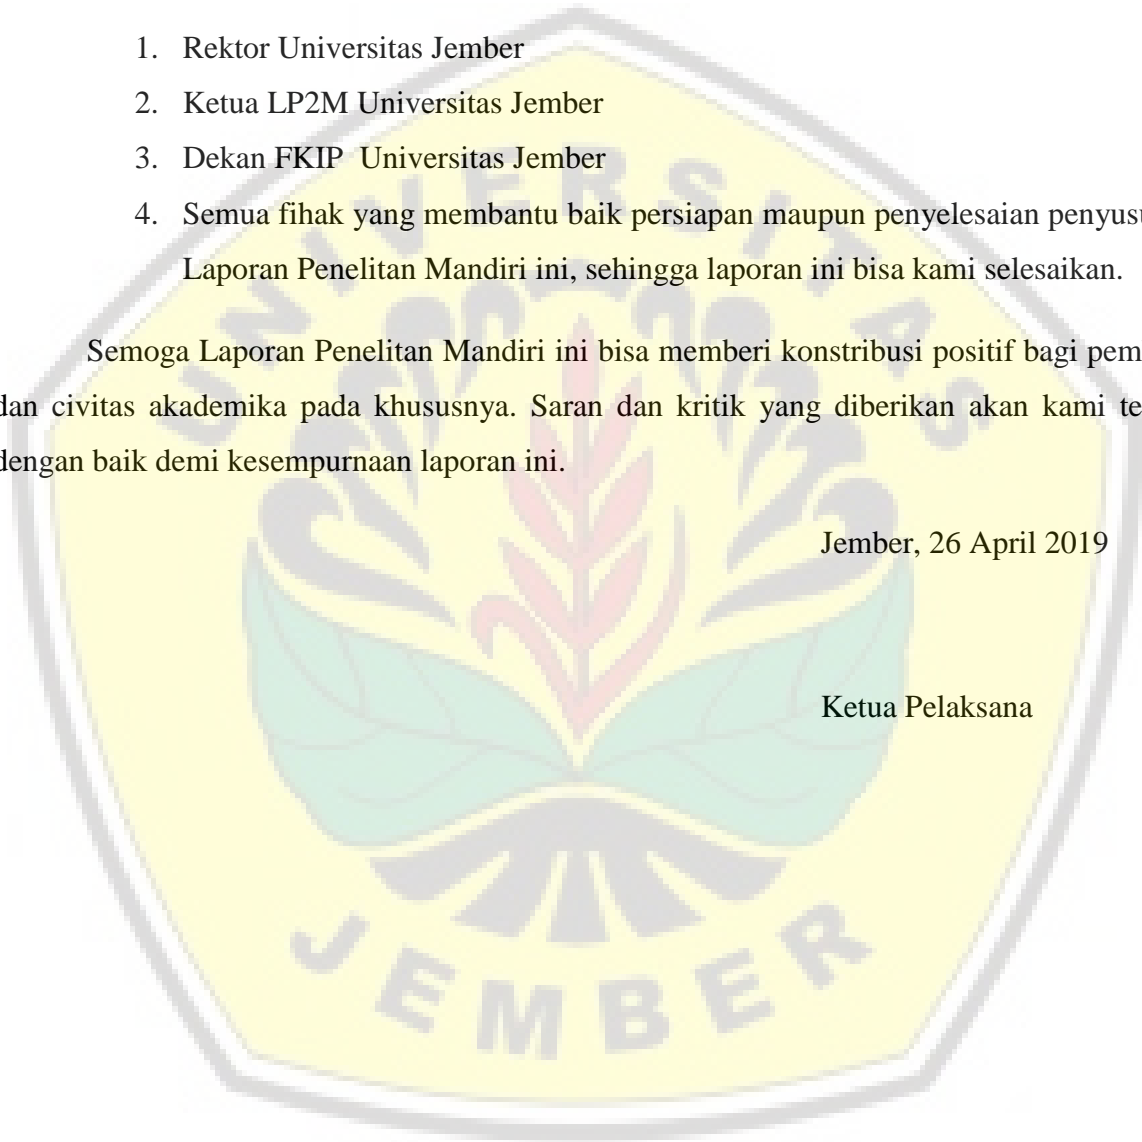 1. Rektor Universitas Jember
2. Ketua LP2M Universitas Jember
3. Dekan FKIP Universitas Jember
4. Semua fihak yang membantu baik persiapan maupun penyelesaian
Laporan Penelitan Mandiri ini, sehingga laporan ini bisa kami selesaikan.
Semoga Laporan Penelitan Mandiri ini bisa memberi konstribusi positif bagi
dan civitas akademika pada khususnya. Saran dan kritik yang diberikan akan kami
dengan baik demi kesempurnaan laporan ini.
Jember, 26 April 2019
Ketua Pelaksana
UNIVERSITAS
JEMBER